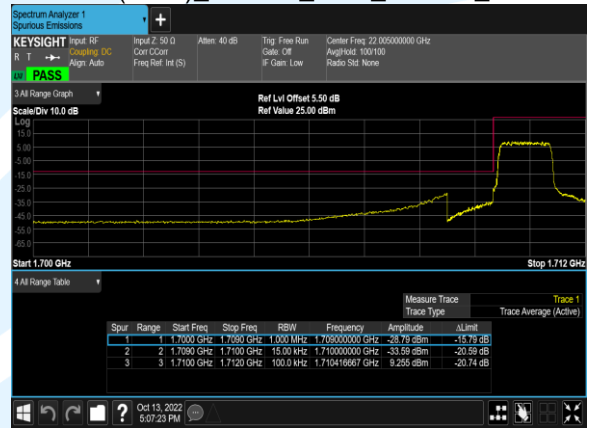 Spectrum Analyzer 1
Spurious Emissions
KEYSIGHT Input: RF Input Z: 50 Ω Atten: 40 dB Trig: Free Run Center Freq: 22.005000000 GHz
R T Coupling: DC Corr CCorr Gate: Off Avg|Hold: 100/100
Align: Auto Freq Ref: Int (S) IF Gain: Low Radio Std: None
PASS
3 All Range Graph
Ref Lvl Offset 5.50 dB
Scale/Div 10.0 dB Ref Value 25.00 dBm
Log
15.0
5.00
-5.00
-15.0
-25.0
-35.0
-45.0
-55.0
-65.0
Start 1.700 GHz Stop 1.712 GHz
4 All Range Table
Measure Trace Trace 1
Trace Type Trace Average (Active)
Spur Range Start Freq Stop Freq RBW Frequency Amplitude ΔLimit
1 1 1.7000 GHz 1.7090 GHz 1.000 MHz 1.709000000 GHz -28.79 dBm -15.79 dB
2 2 1.7090 GHz 1.7100 GHz 15.00 kHz 1.710000000 GHz -33.59 dBm -20.59 dB
3 3 1.7100 GHz 1.7120 GHz 100.0 kHz 1.710416667 GHz 9.255 dBm -20.74 dB
Oct 13, 2022
5:07:23 PM